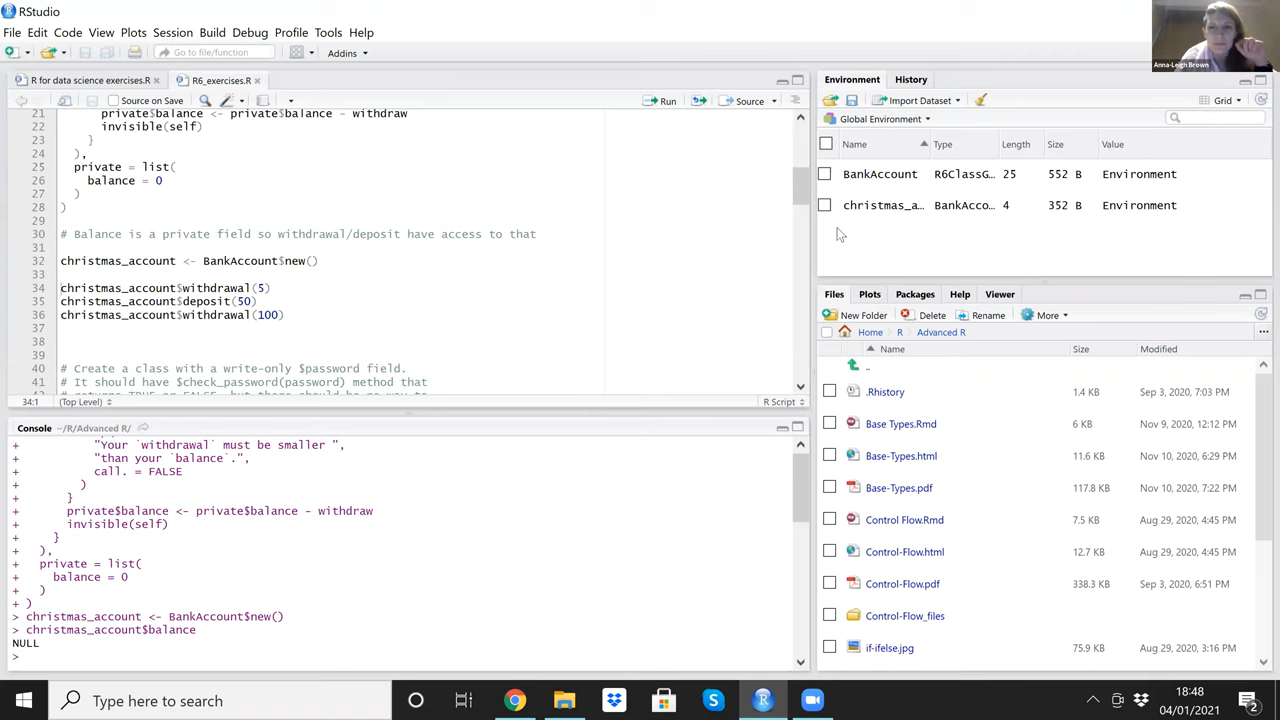 RStudio
File Edit Code View Plots Session Build Debug Profile Tools Help
Go to file/function Addins
R for data science exercises.R R6_exercises.R
Source on Save Run Source
21 private$balance <- private$balance - withdraw
22 invisible(self)
23 }
24 ),
25 private = list(
26 balance = 0
27 )
28 )
29
30 # Balance is a private field so withdrawal/deposit have access to that
31
32 christmas_account <- BankAccount$new()
33
34 christmas_account$withdrawal(5)
35 christmas_account$deposit(50)
36 christmas_account$withdrawal(100)
37
38
39
40 # Create a class with a write-only $password field.
41 # It should have $check_password(password) method that
34:1 (Top Level) R Script
Console ~/R/Advanced R/
+ "Your `withdrawal` must be smaller ",
+ "than your `balance`.",
+ call. = FALSE
+ )
+ }
+ private$balance <- private$balance - withdraw
+ invisible(self)
+ }
+ ),
+ private = list(
+ balance = 0
+ )
+ )
> christmas_account <- BankAccount$new()
> christmas_account$balance
NULL
>
Anna-Leigh Brown
Environment History
Import Dataset Grid
Global Environment
Name Type Length Size Value
BankAccount R6ClassG… 25 552 B Environment
christmas_a… BankAcco… 4 352 B Environment
Files Plots Packages Help Viewer
New Folder Delete Rename More
Home R Advanced R
Name Size Modified
..
.Rhistory 1.4 KB Sep 3, 2020, 7:03 PM
Base Types.Rmd 6 KB Nov 9, 2020, 12:12 PM
Base-Types.html 11.6 KB Nov 10, 2020, 6:29 PM
Base-Types.pdf 117.8 KB Nov 10, 2020, 7:22 PM
Control Flow.Rmd 7.5 KB Aug 29, 2020, 4:45 PM
Control-Flow.html 12.7 KB Aug 29, 2020, 4:45 PM
Control-Flow.pdf 338.3 KB Sep 3, 2020, 6:51 PM
Control-Flow_files
if-ifelse.jpg 75.9 KB Aug 29, 2020, 3:16 PM
Type here to search
18:48
04/01/2021
2